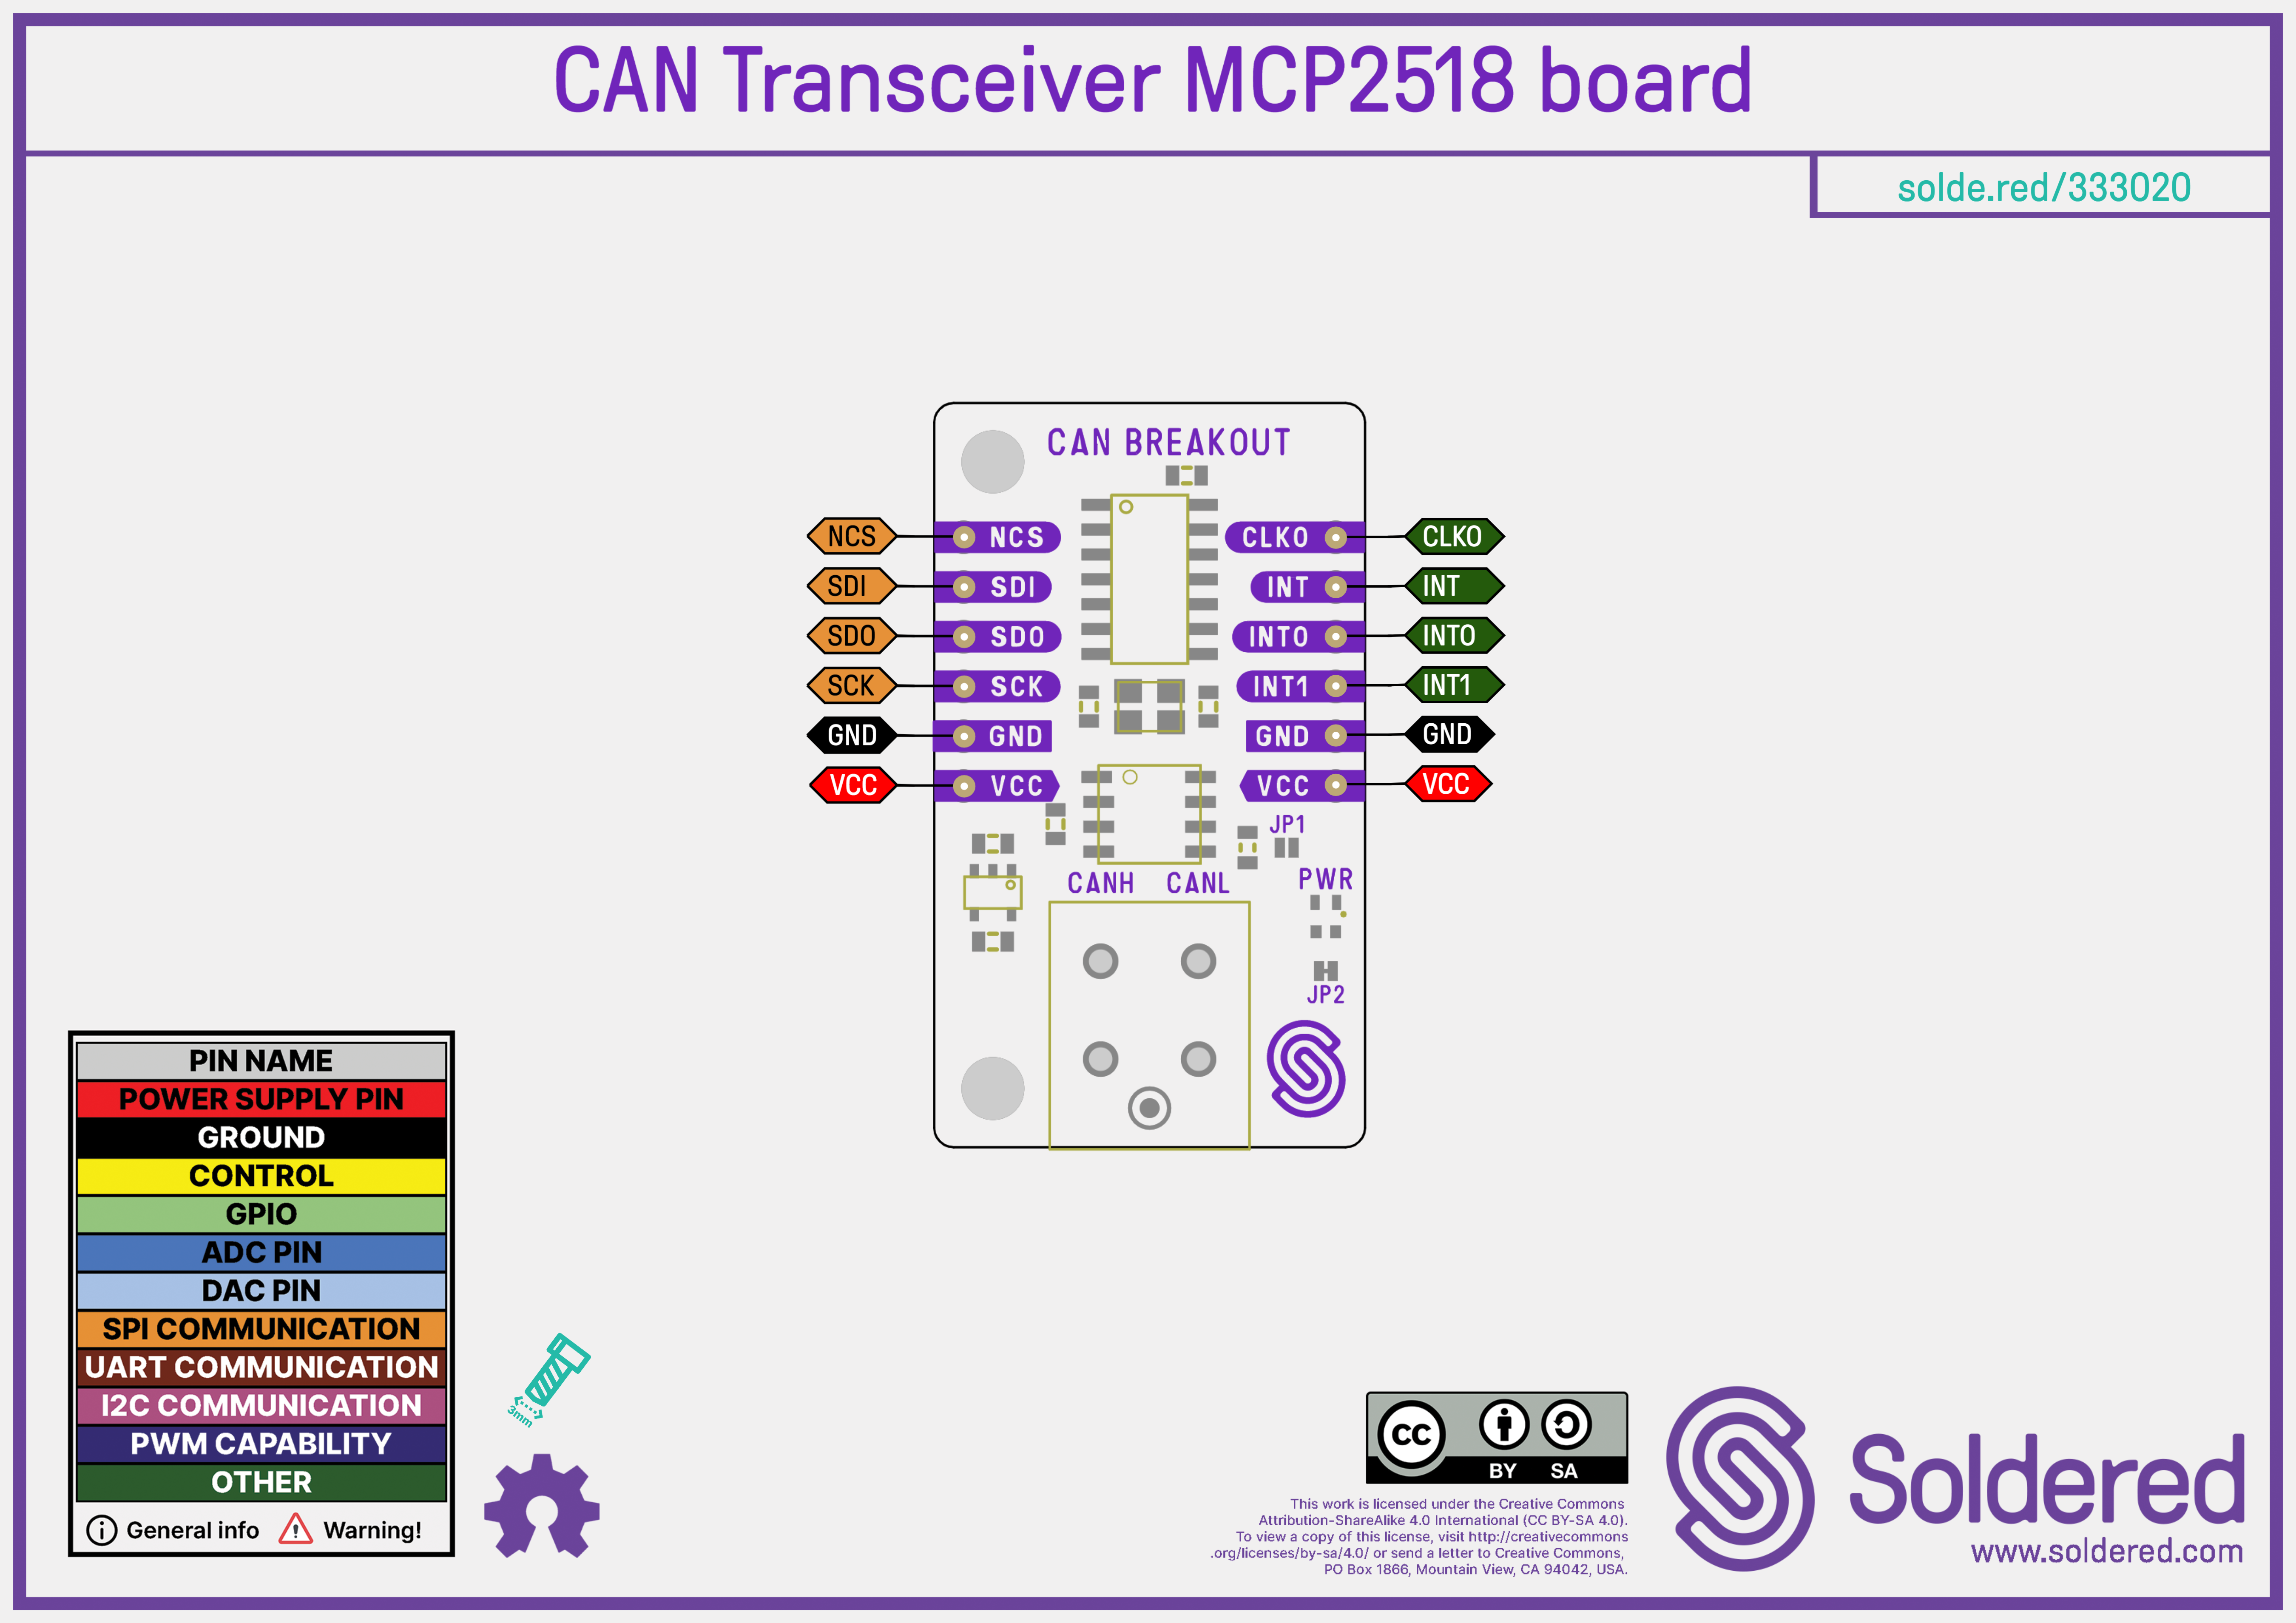 CAN Transceiver MCP2518 board
solde.red/333020
CAN BREAKOUT
NCS NCS CLKO CLKO
SDI SDI INT INT
SDO SDO INTO INTO
SCK SCK INT1 INT1
GND GND GND GND
VCC VCC VCC VCC
JP1
CANH CANL PWR
JP2
PIN NAME
POWER SUPPLY PIN
GROUND
CONTROL
GPIO
ADC PIN
DAC PIN
SPI COMMUNICATION
UART COMMUNICATION
I2C COMMUNICATION
PWM CAPABILITY
OTHER
General info Warning!
3mm
cc
BY SA
This work is licensed under the Creative Commons
Attribution-ShareAlike 4.0 International (CC BY-SA 4.0).
To view a copy of this license, visit http://creativecommons
.org/licenses/by-sa/4.0/ or send a letter to Creative Commons,
PO Box 1866, Mountain View, CA 94042, USA.
Soldered
www.soldered.com